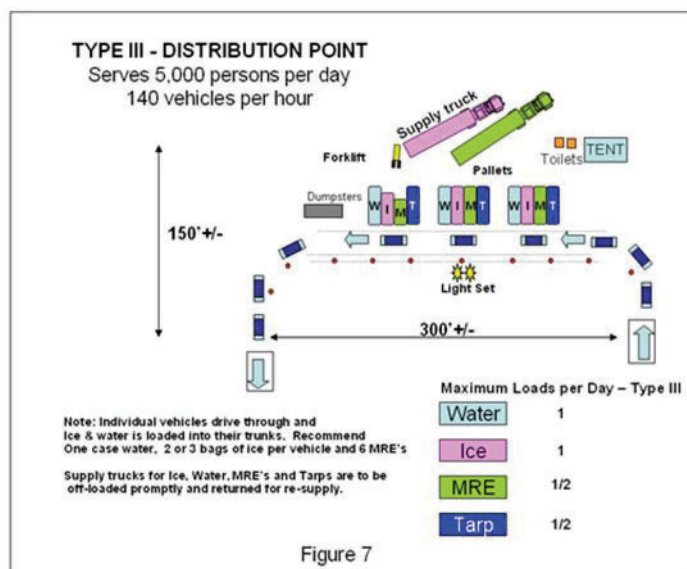 TYPE III - DISTRIBUTION POINT
Serves 5,000 persons per day
140 vehicles per hour
Supply truck
Forklift
Pallets
Toilets
TENT
Dumpsters
W I M T
W I M T
W I M T
150'+/-
Light Set
300'+/-
Maximum Loads per Day – Type III
Water 1
Ice 1
MRE 1/2
Tarp 1/2
Note: Individual vehicles drive through and
Ice & water is loaded into their trunks. Recommend
One case water, 2 or 3 bags of ice per vehicle and 6 MRE's
Supply trucks for Ice, Water, MRE's and Tarps are to be
off-loaded promptly and returned for re-supply.
Figure 7